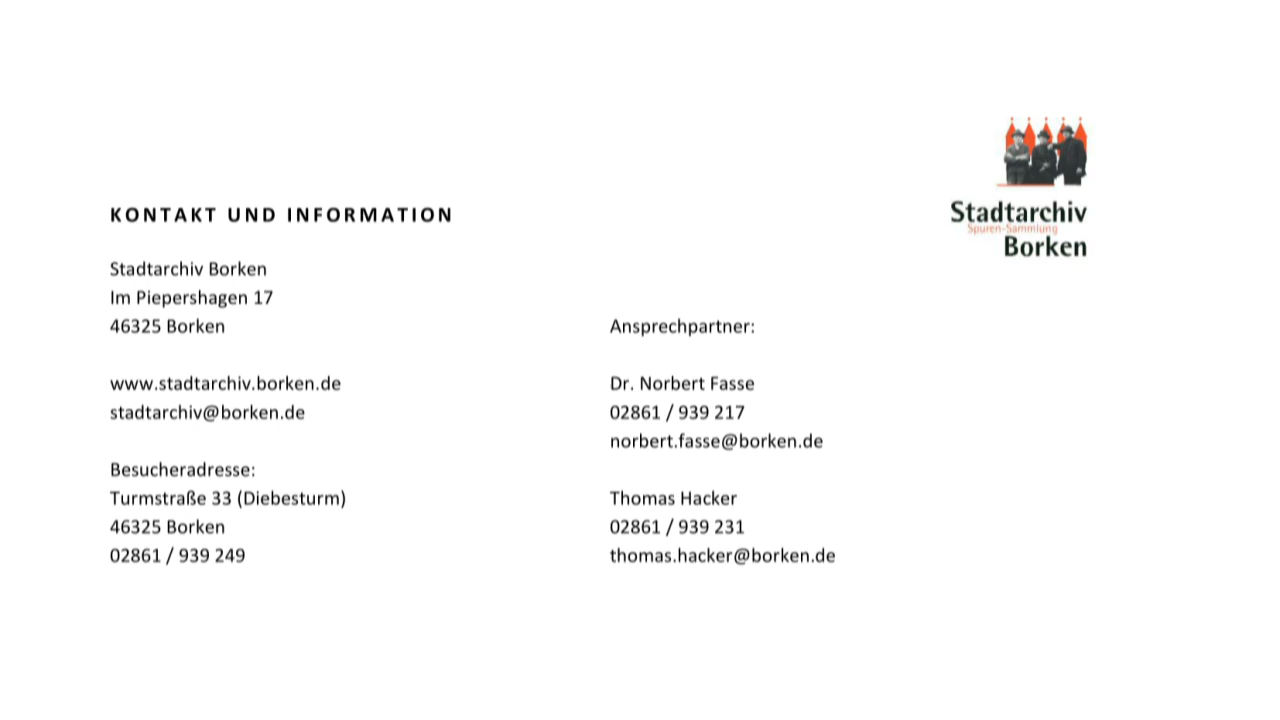 Stadtarchiv
Spuren-Sammlung
Borken
KONTAKT UND INFORMATION
Stadtarchiv Borken
Im Piepershagen 17
46325 Borken
www.stadtarchiv.borken.de
stadtarchiv@borken.de
Besucheradresse:
Turmstraße 33 (Diebesturm)
46325 Borken
02861 / 939 249
Ansprechpartner:
Dr. Norbert Fasse
02861 / 939 217
norbert.fasse@borken.de
Thomas Hacker
02861 / 939 231
thomas.hacker@borken.de